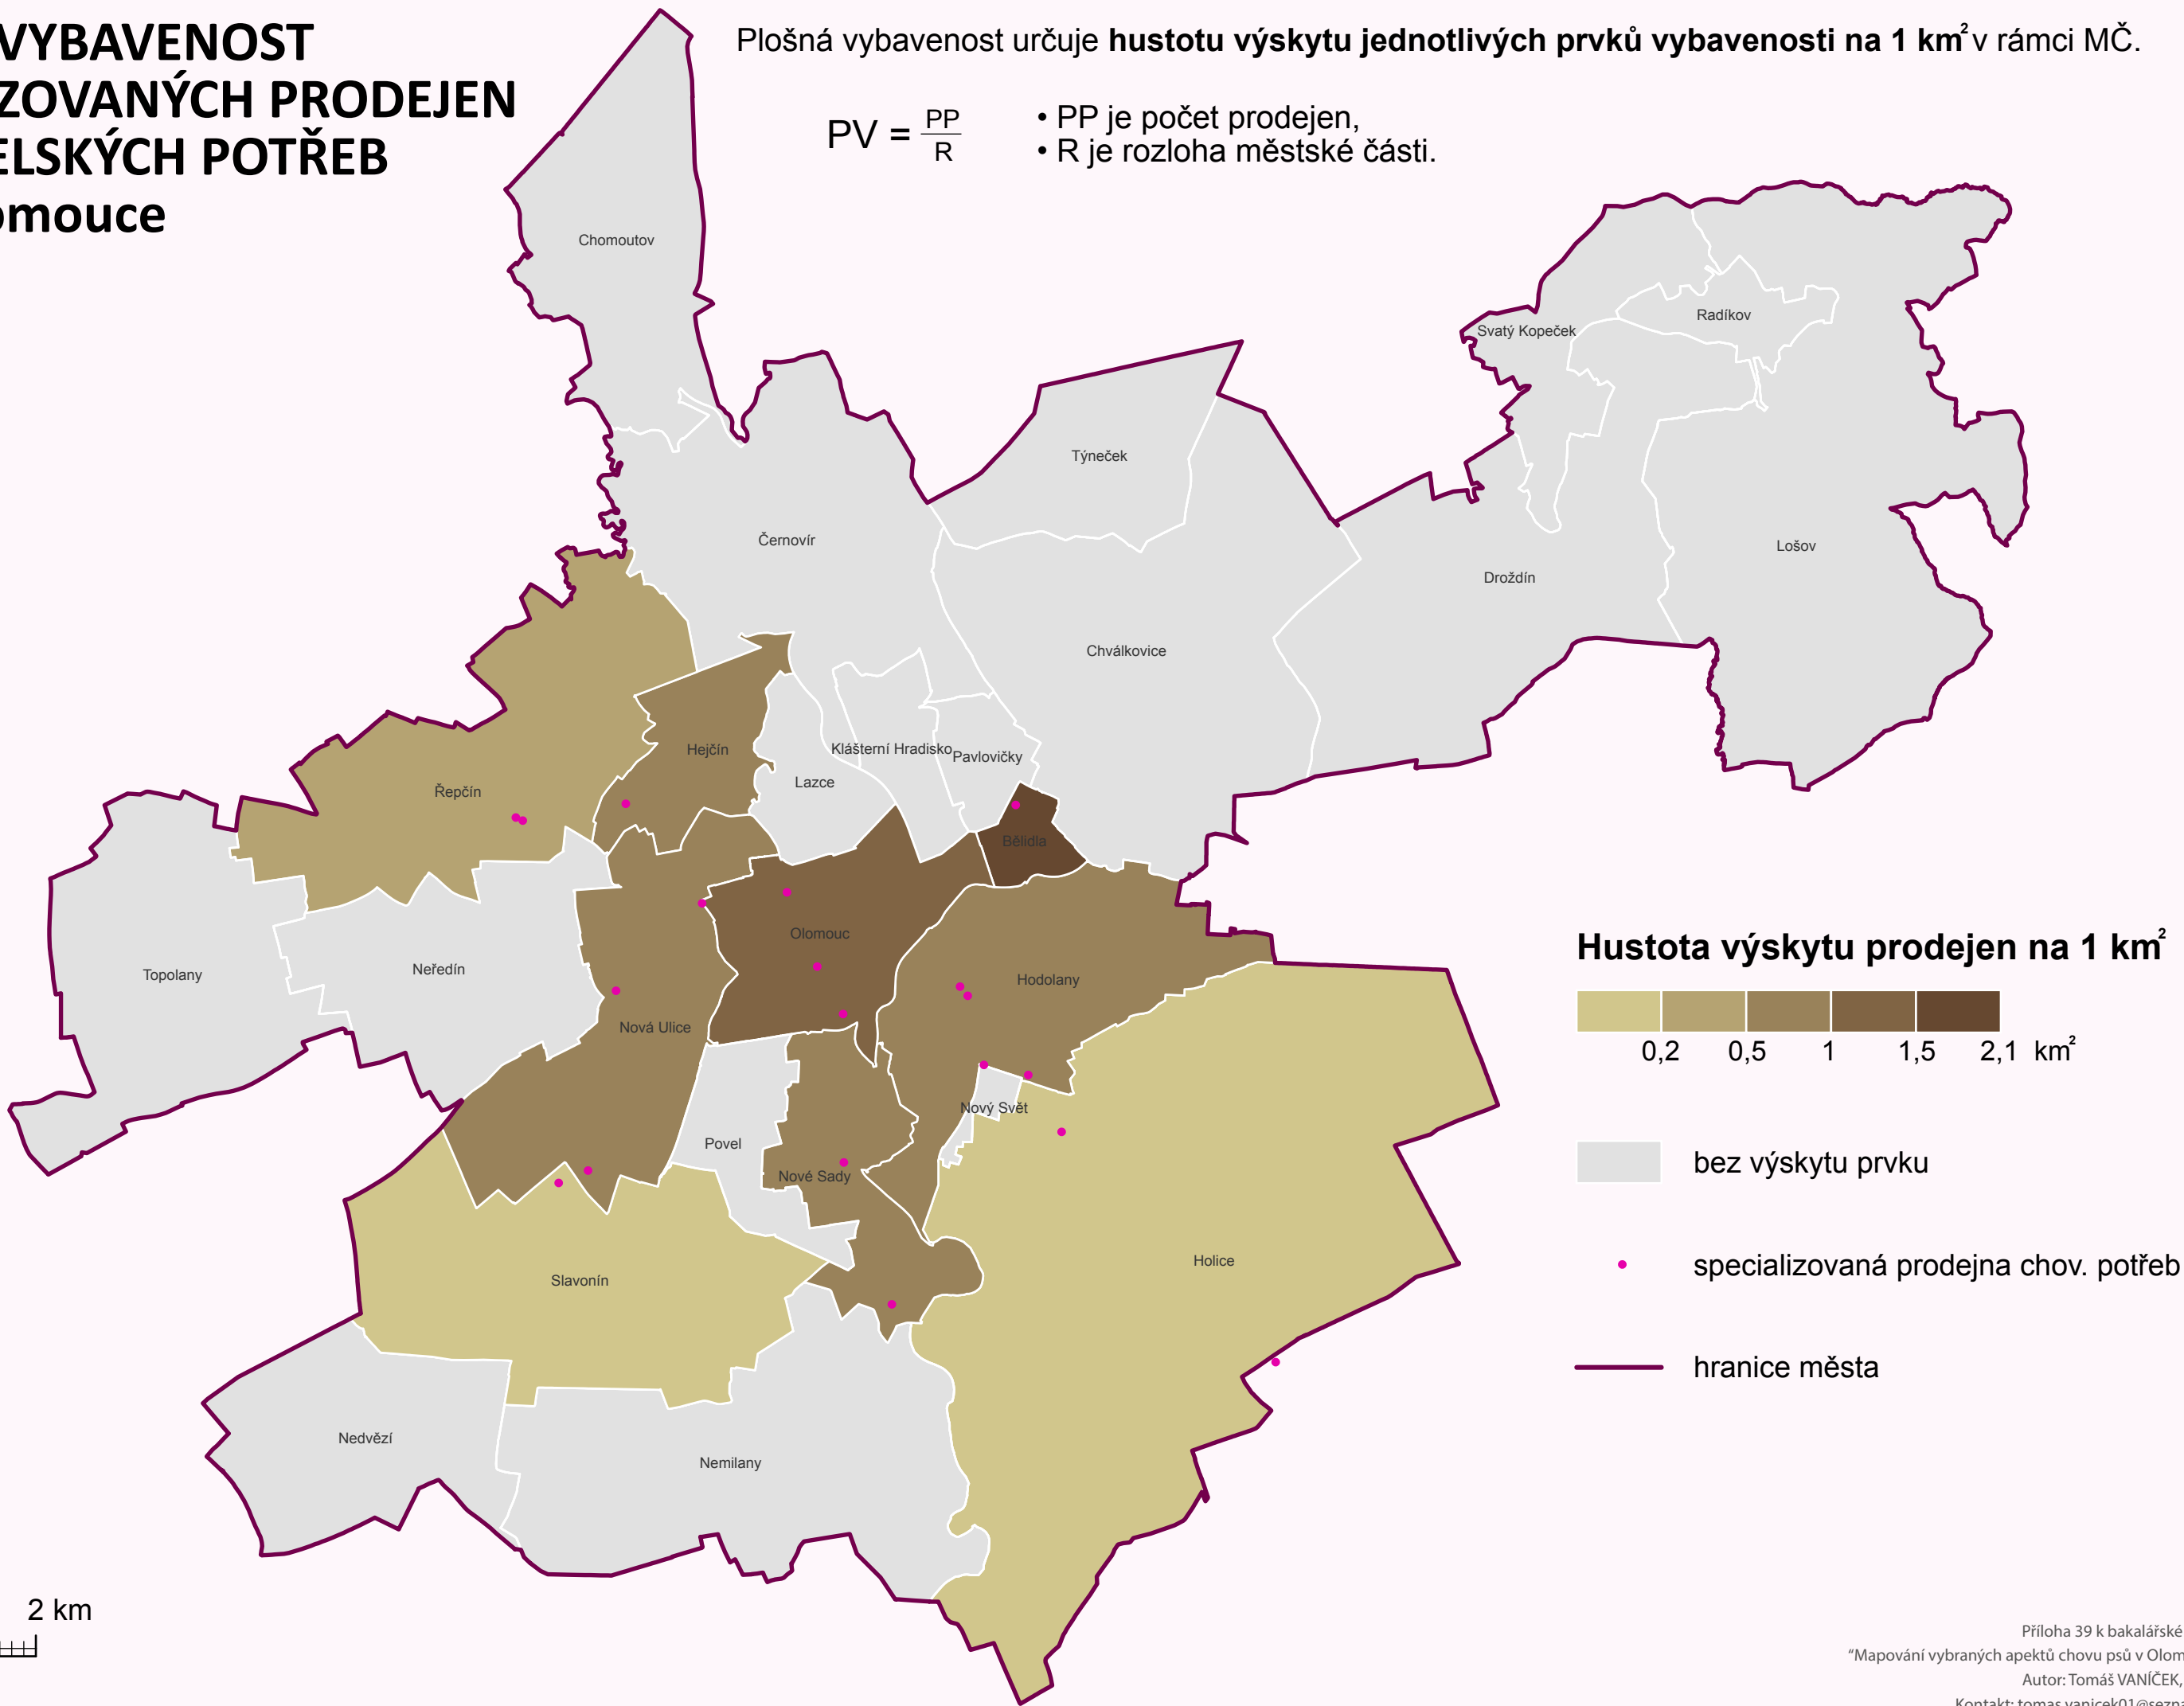 VYBAVENOST
ZOVANÝCH PRODEJEN
ELSKÝCH POTŘEB
omouce
Plošná vybavenost určuje hustotu výskytu jednotlivých prvků vybavenosti na 1 km² v rámci MČ.
PV = PP / R
• PP je počet prodejen,
• R je rozloha městské části.
Chomoutov
Svatý Kopeček
Radíkov
Týneček
Černovír
Lošov
Droždín
Chválkovice
Hejčín
Klášterní Hradisko
Pavlovičky
Lazce
Řepčín
Bělidla
Olomouc
Neředín
Topolany
Hodolany
Nová Ulice
Nový Svět
Povel
Nové Sady
Holice
Slavonín
Nedvězí
Nemilany
Hustota výskytu prodejen na 1 km²
0,2 0,5 1 1,5 2,1 km²
bez výskytu prvku
specializovaná prodejna chov. potřeb
hranice města
2 km
Příloha 39 k bakalářské
“Mapování vybraných apektů chovu psů v Olom
Autor: Tomáš VANÍČEK,
Kontakt: tomas.vanicek01@sezna